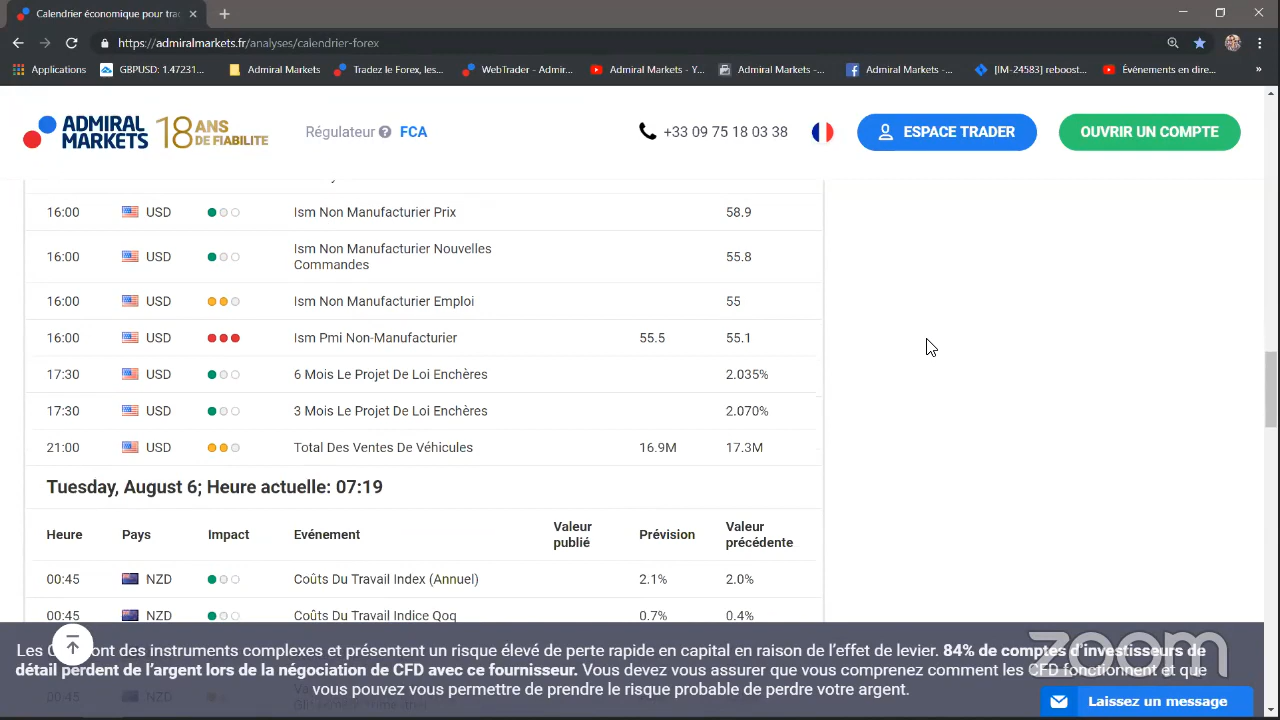 Calendrier économique pour trac
https://admiralmarkets.fr/analyses/calendrier-forex
Applications
GBPUSD: 1.47231...
Admiral Markets
Tradez le Forex, les...
WebTrader - Admir...
Admiral Markets - Y...
Admiral Markets -...
Admiral Markets -...
[IM-24583] reboost...
Événements en dire...
»
ADMIRAL MARKETS
18 ANS DE FIABILITE
Régulateur ? FCA
+33 09 75 18 03 38
ESPACE TRADER
OUVRIR UN COMPTE
16:00 USD Ism Non Manufacturier Prix 58.9
16:00 USD Ism Non Manufacturier Nouvelles Commandes 55.8
16:00 USD Ism Non Manufacturier Emploi 55
16:00 USD Ism Pmi Non-Manufacturier 55.5 55.1
17:30 USD 6 Mois Le Projet De Loi Enchères 2.035%
17:30 USD 3 Mois Le Projet De Loi Enchères 2.070%
21:00 USD Total Des Ventes De Véhicules 16.9M 17.3M
Tuesday, August 6; Heure actuelle: 07:19
Heure Pays Impact Evénement Valeur publié Prévision Valeur précédente
00:45 NZD Coûts Du Travail Index (Annuel) 2.1% 2.0%
00:45 NZD Coûts Du Travail Indice Qoq 0.7% 0.4%
Les ont des instruments complexes et présentent un risque élevé de perte rapide en capital en raison de l'effet de levier. 84% de comptes d'investisseurs de
détail perdent de l'argent lors de la négociation de CFD avec ce fournisseur. Vous devez vous assurer que vous comprenez comment les CFD fonctionnent et que
vous pouvez vous permettre de prendre le risque probable de perdre votre argent.
zoom
Laissez un message